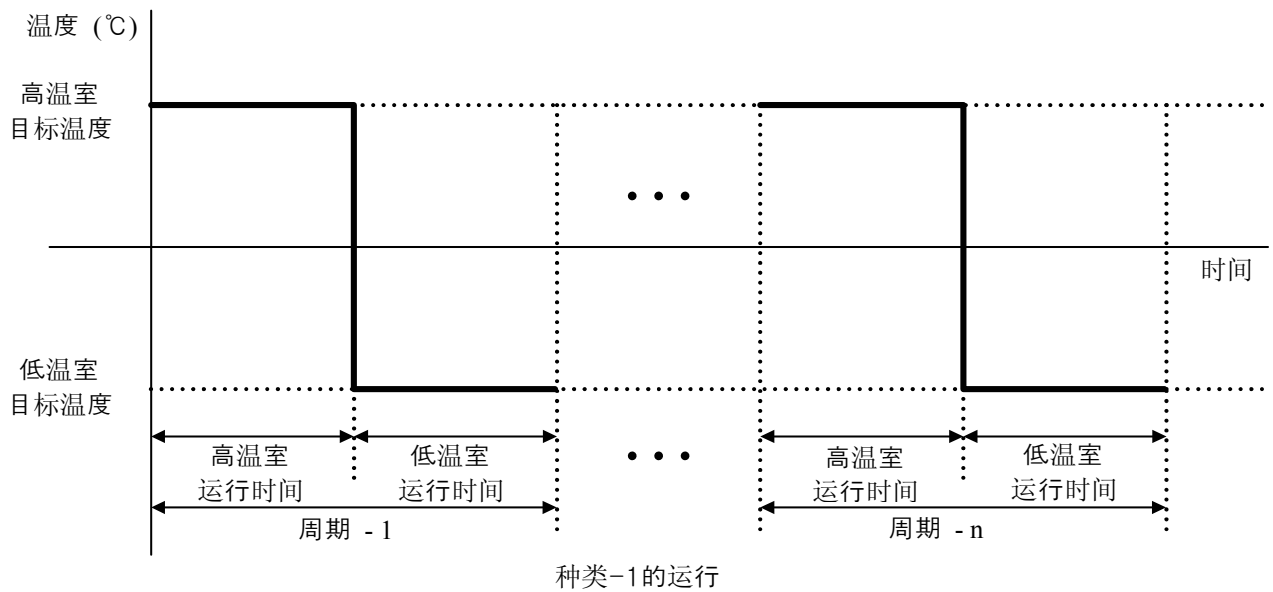 温度 (℃)
高温室
目标温度
• • •
时间
低温室
目标温度
高温室
运行时间
低温室
运行时间
• • •
高温室
运行时间
低温室
运行时间
周期 - 1
周期 - n
种类-1的运行